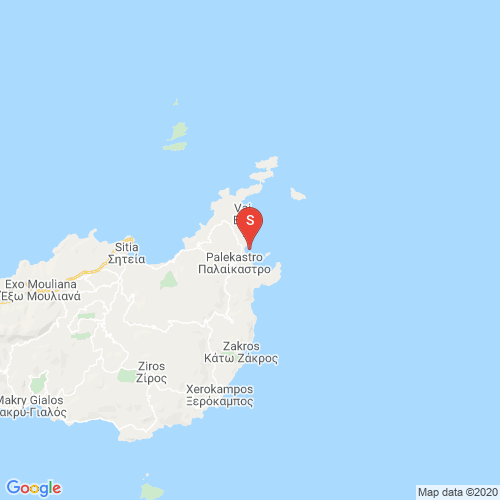 Vai
S
Sitia
Σητεία
Palekastro
Παλαίκαστρο
Exo Mouliana
Έξω Μουλιανά
Zakros
Κάτω Ζάκρος
Ziros
Ζίρος
Xerokampos
Ξερόκαμπος
Makry Gialos
ακρύ-Γιαλός
Google
Map data ©2020